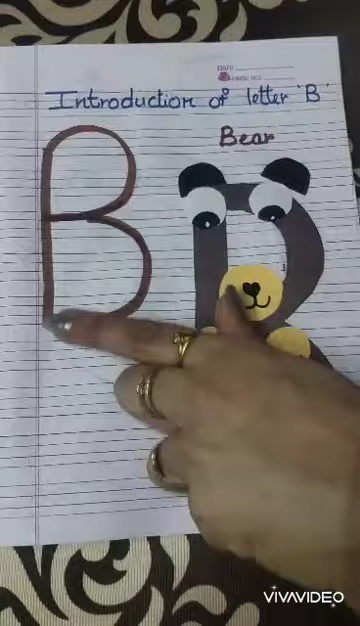 DATE
PAGE NO.
Introduction of letter 'B'
Bear
B
VIVAVIDEO